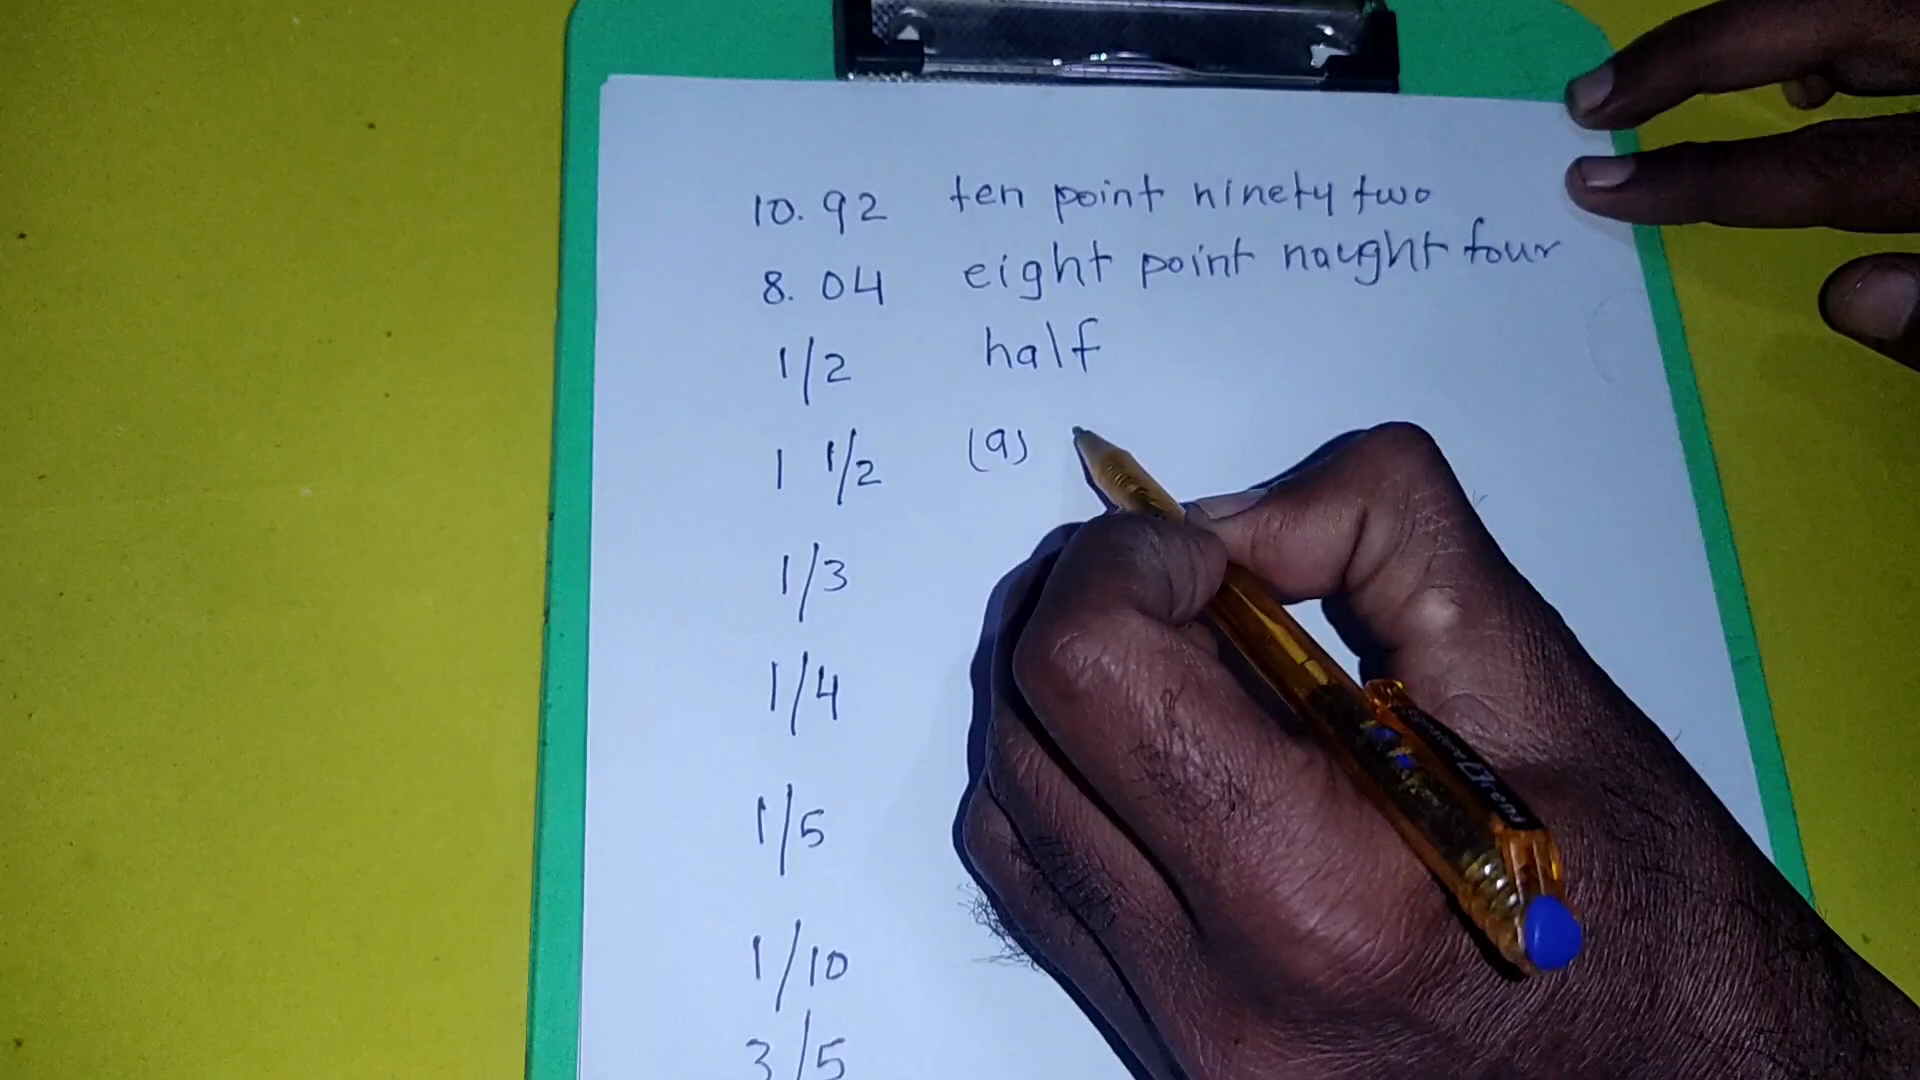 10.92 ten point ninety two
8.04 eight point naught four
1/2 half
1 1/2 (a)
1/3
1/4
1/5
1/10
3/5